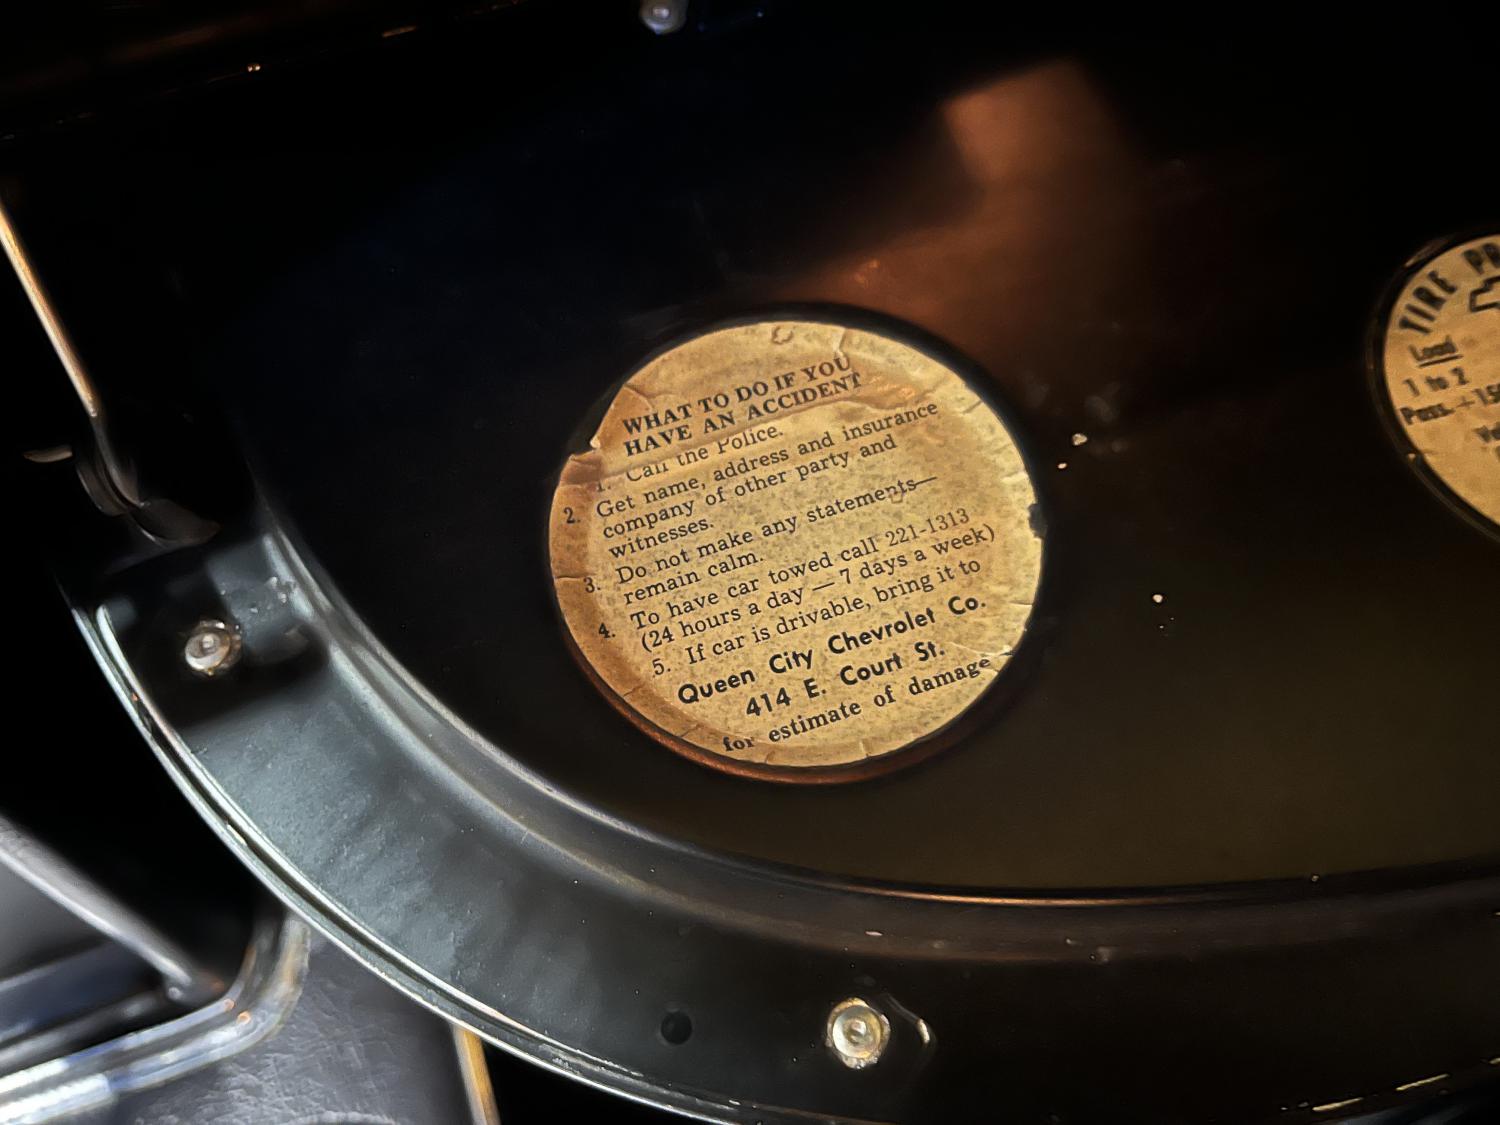 WHAT TO DO IF YOU
HAVE AN ACCIDENT
1. Call the Police.
2. Get name, address and insurance
company of other party and
witnesses.
3. Do not make any statements—
remain calm.
4. To have car towed call 221-1313
(24 hours a day — 7 days a week)
5. If car is drivable, bring it to
Queen City Chevrolet Co.
414 E. Court St.
for estimate of damage
TIRE
Load
1 to 2
Pass.